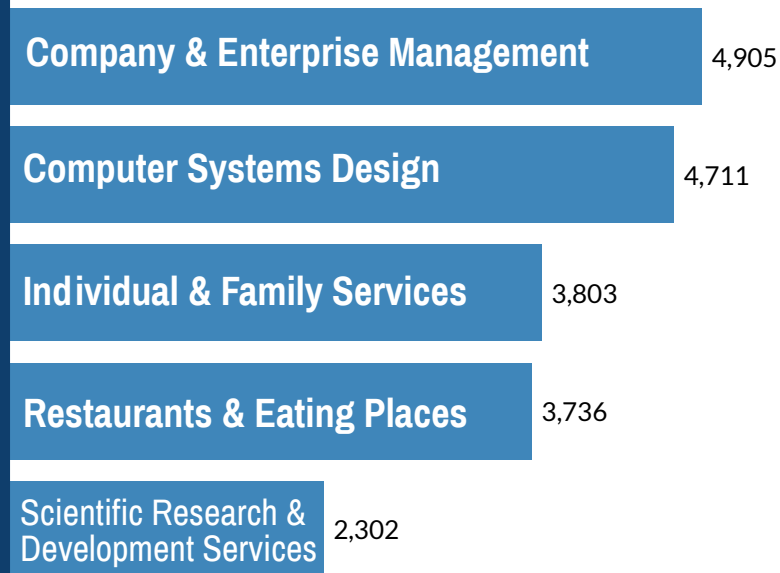 Company & Enterprise Management
4,905
Computer Systems Design
4,711
Individual & Family Services
3,803
Restaurants & Eating Places
3,736
Scientific Research &
Development Services
2,302